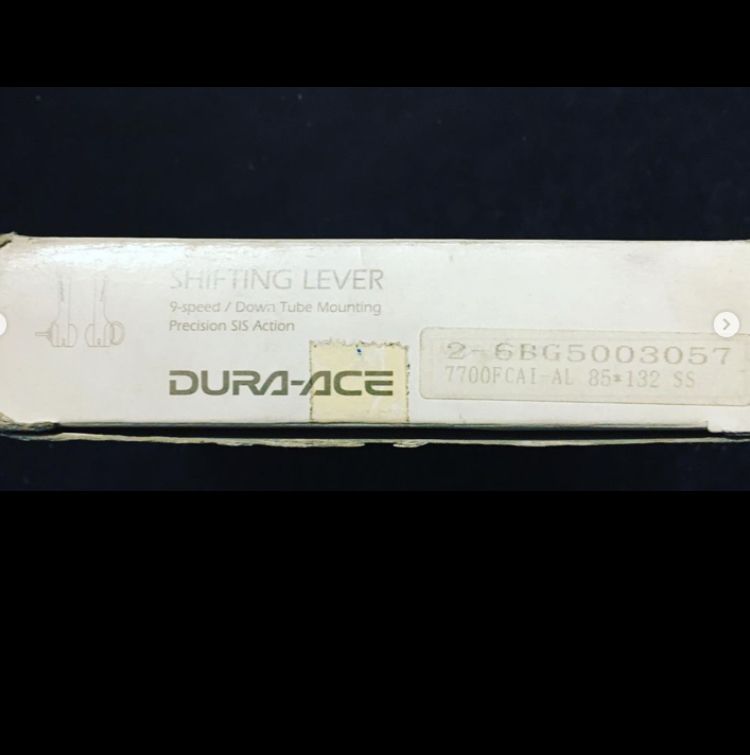 SHIFTING LEVER
9-speed / Down Tube Mounting
Precision SIS Action
DURA-ACE
2-6BG5003057
7700FCAI-AL 85*132 SS